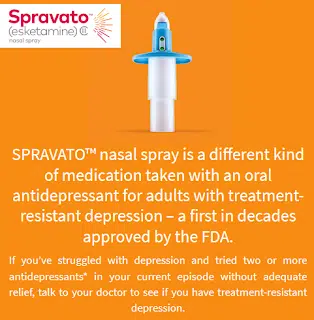 Spravato™
(esketamine) CIII
nasal spray
SPRAVATO™ nasal spray is a different kind
of medication taken with an oral
antidepressant for adults with treatment-
resistant depression – a first in decades
approved by the FDA.
If you've struggled with depression and tried two or more
antidepressants* in your current episode without adequate
relief, talk to your doctor to see if you have treatment-resistant
depression.